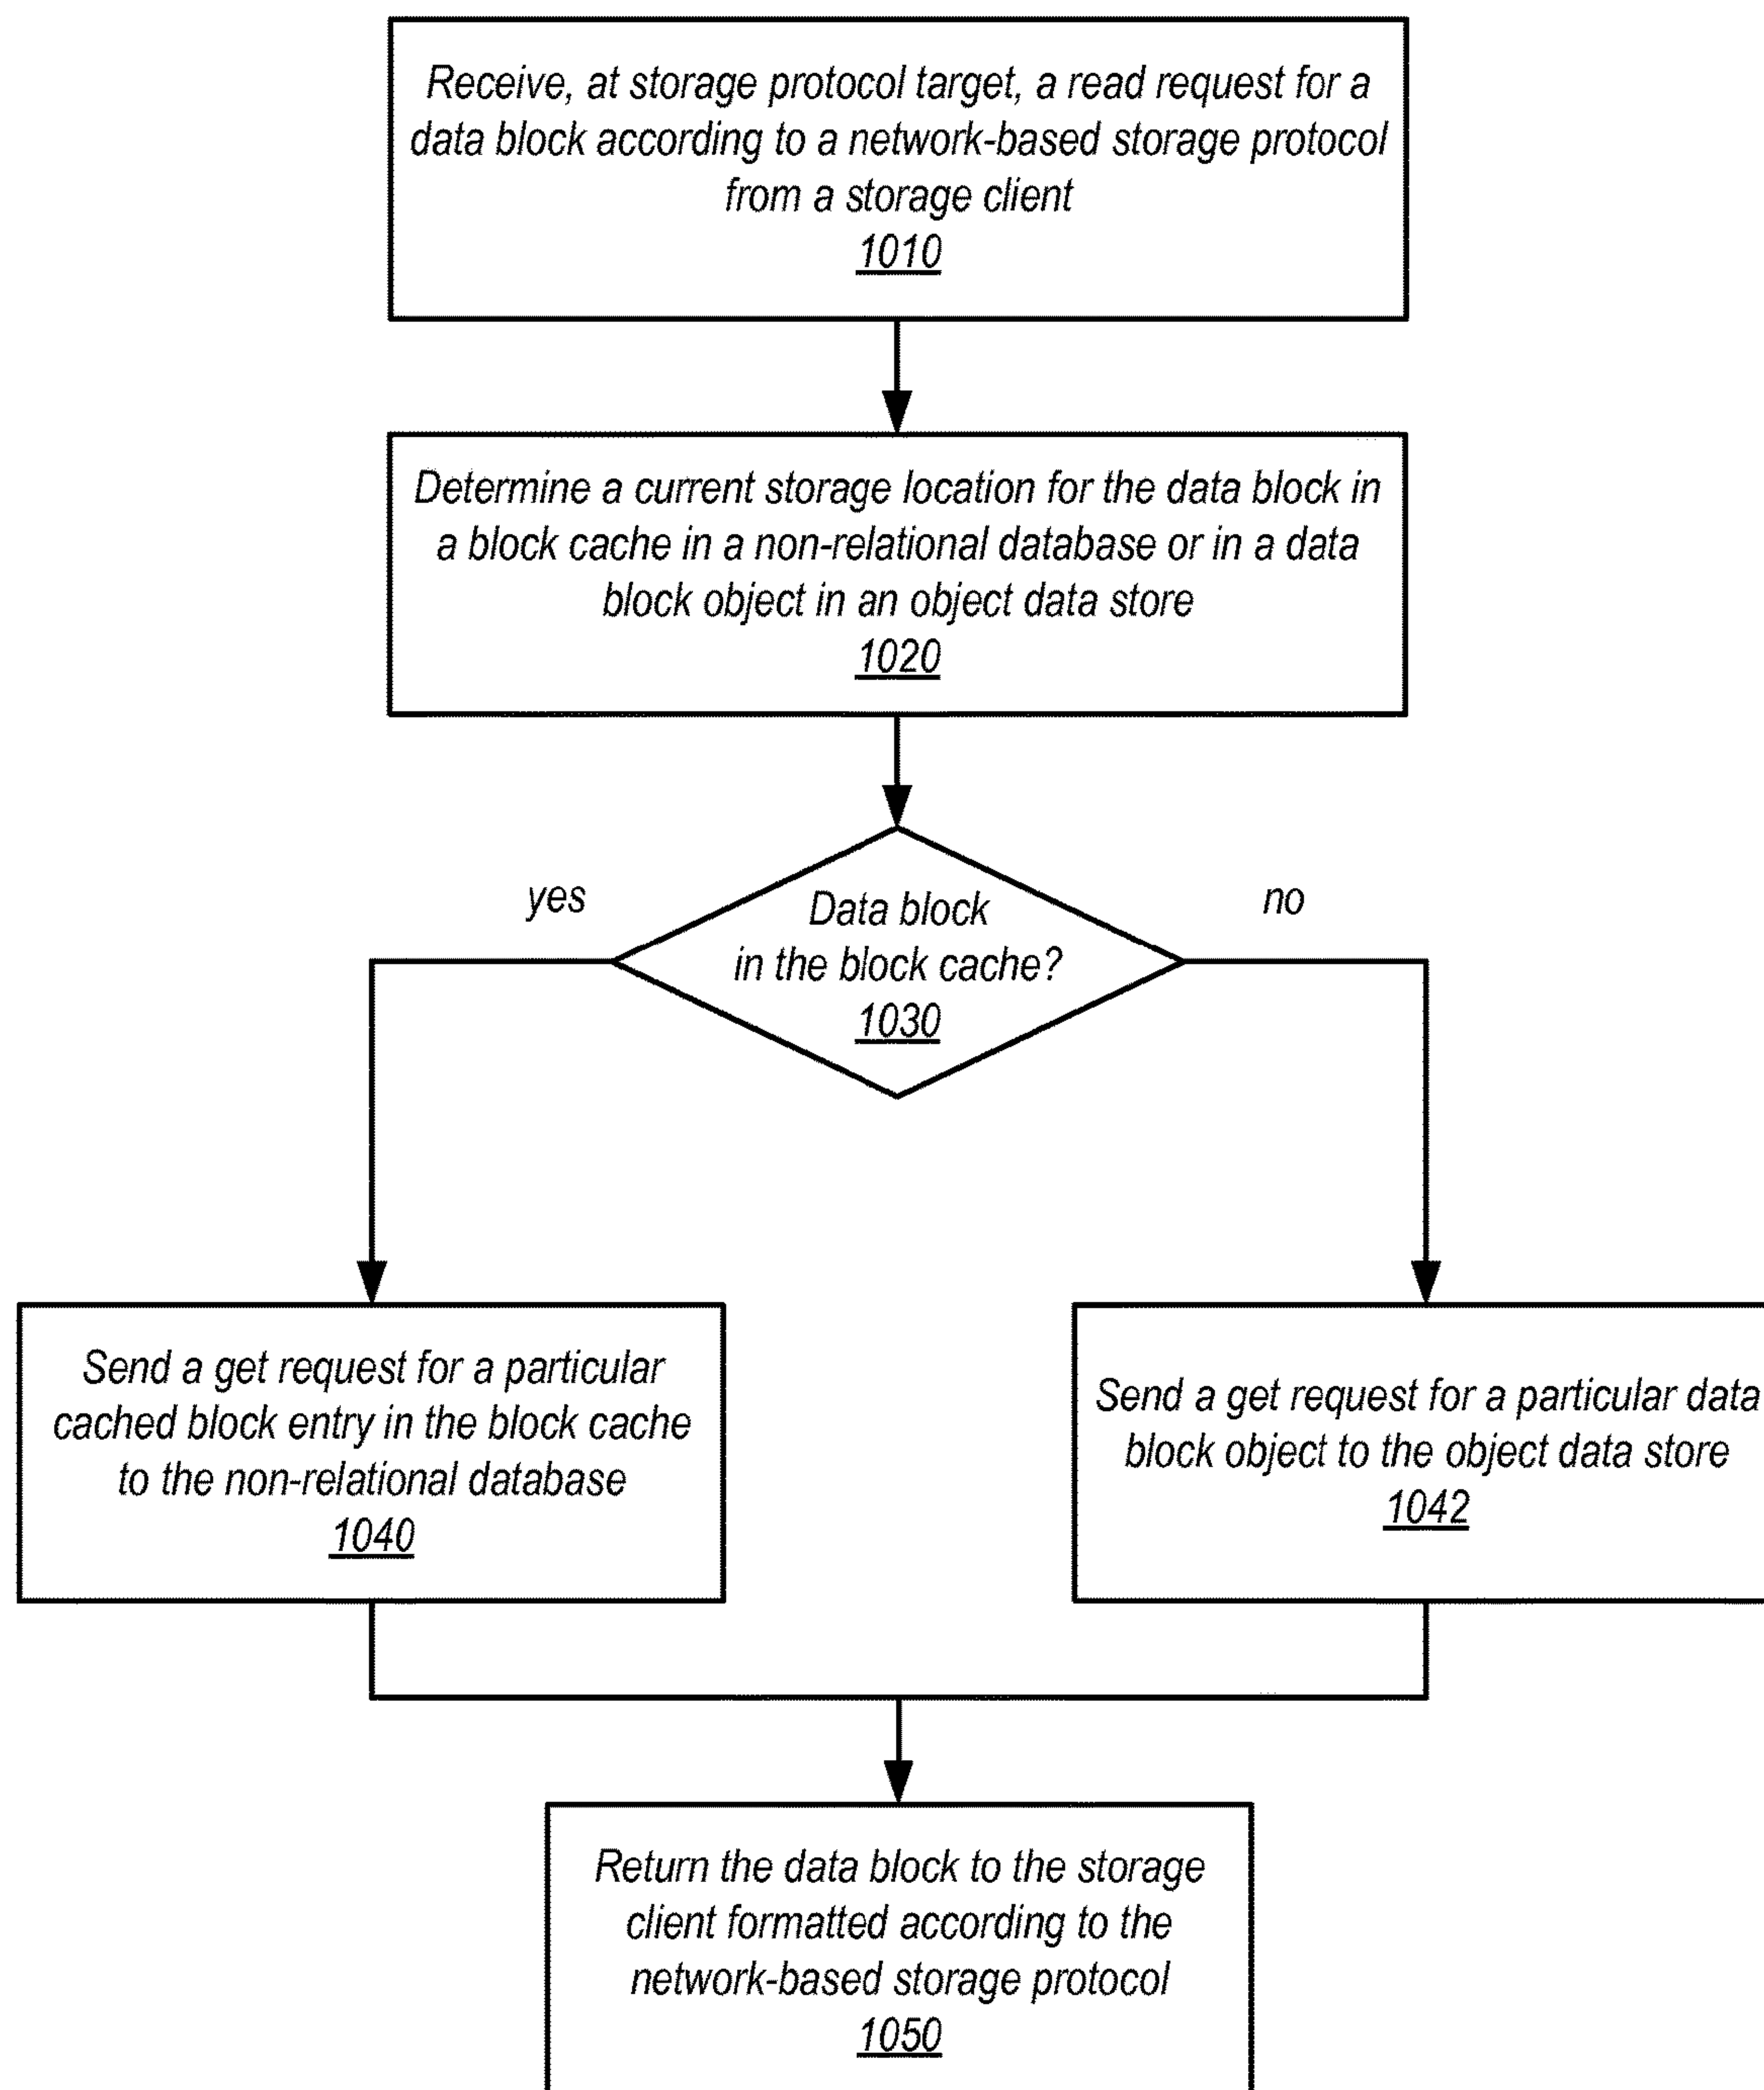 Receive, at storage protocol target, a read request for a
data block according to a network-based storage protocol
from a storage client
1010
Determine a current storage location for the data block in
a block cache in a non-relational database or in a data
block object in an object data store
1020
yes
Data block
in the block cache?
1030
no
Send a get request for a particular
cached block entry in the block cache
to the non-relational database
1040
Send a get request for a particular data
block object to the object data store
1042
Return the data block to the storage
client formatted according to the
network-based storage protocol
1050